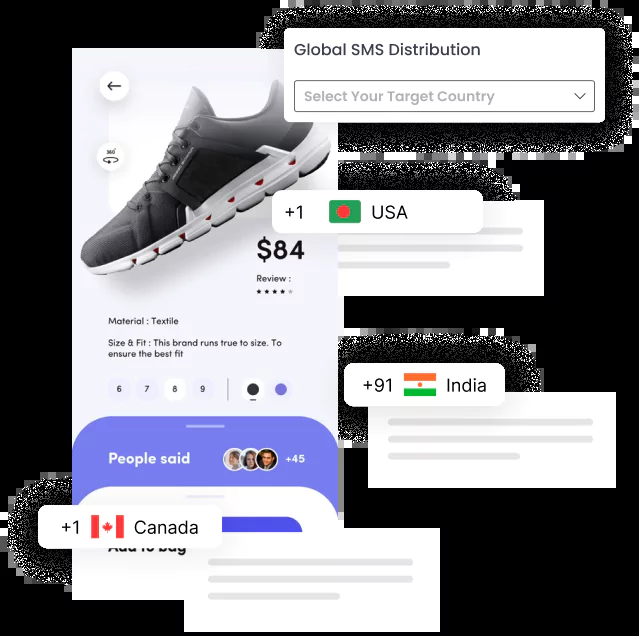 Global SMS Distribution
Select Your Target Country
360°
+1 USA
$84
Review :
Material : Textile
Size & Fit : This brand runs true to size. To
ensure the best fit
6 7 8 9
+91 India
People said +45
+1 Canada
Add to bag